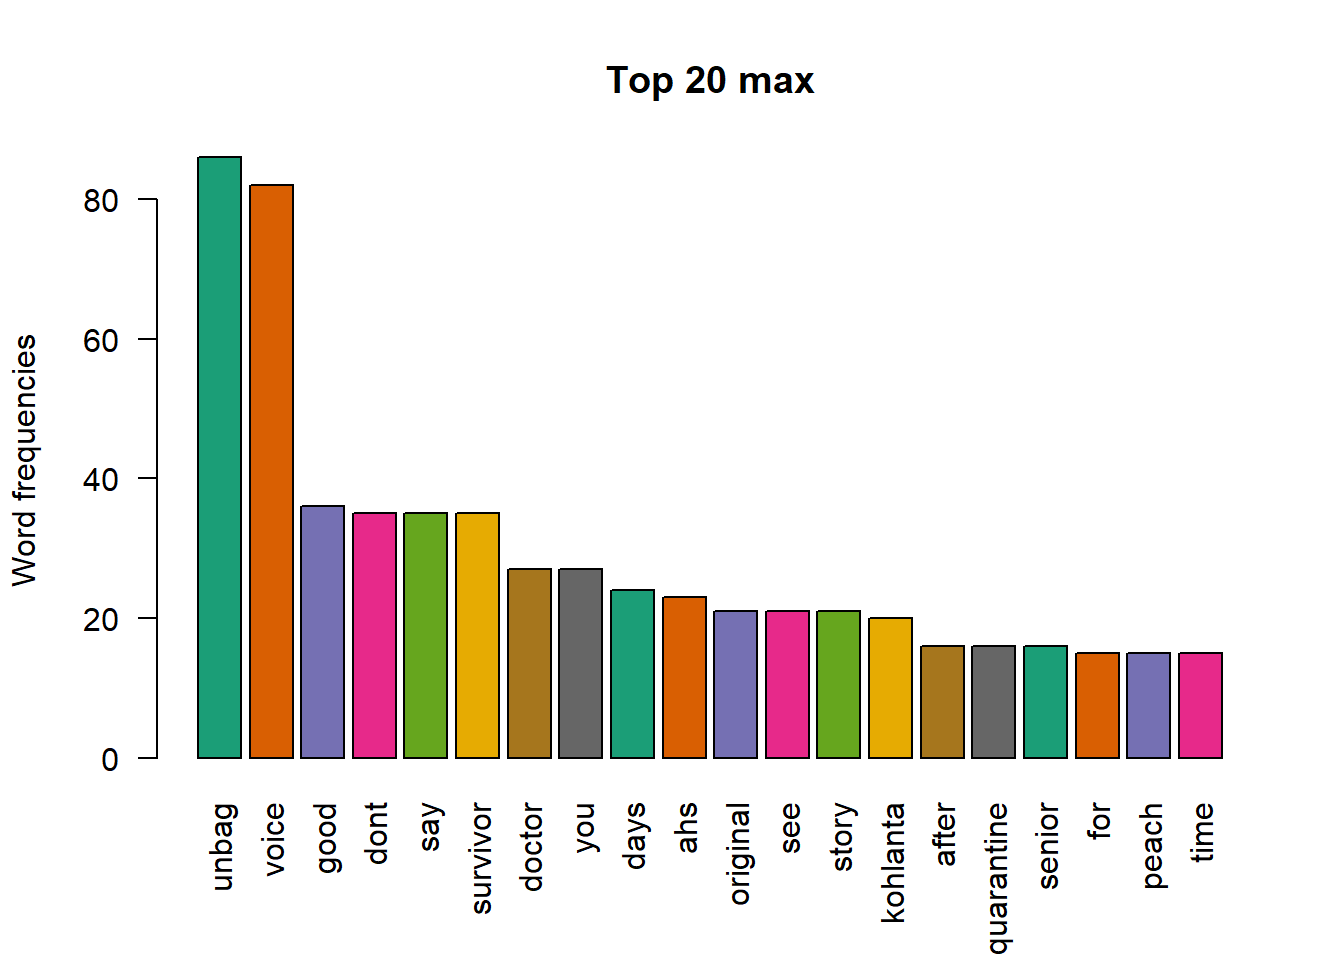 Top 20 max
Word frequencies
80
60
40
20
0
unbag
voice
good
dont
say
survivor
doctor
you
days
ahs
original
see
story
kohlanta
after
quarantine
senior
for
peach
time